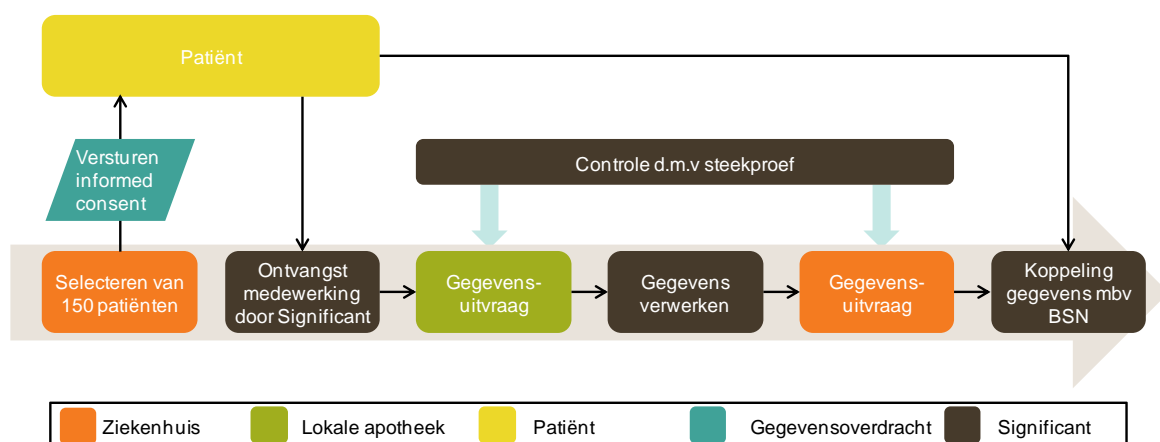 Patiënt
Versturen
informed
consent
Controle d.m.v steekproef
Selecteren van
150 patiënten
Ontvangst
medewerking
door Significant
Gegevens-
uitvraag
Gegevens
verwerken
Gegevens-
uitvraag
Koppeling
gegevens mbv
BSN
Ziekenhuis
Lokale apotheek
Patiënt
Gegevensoverdracht
Significant